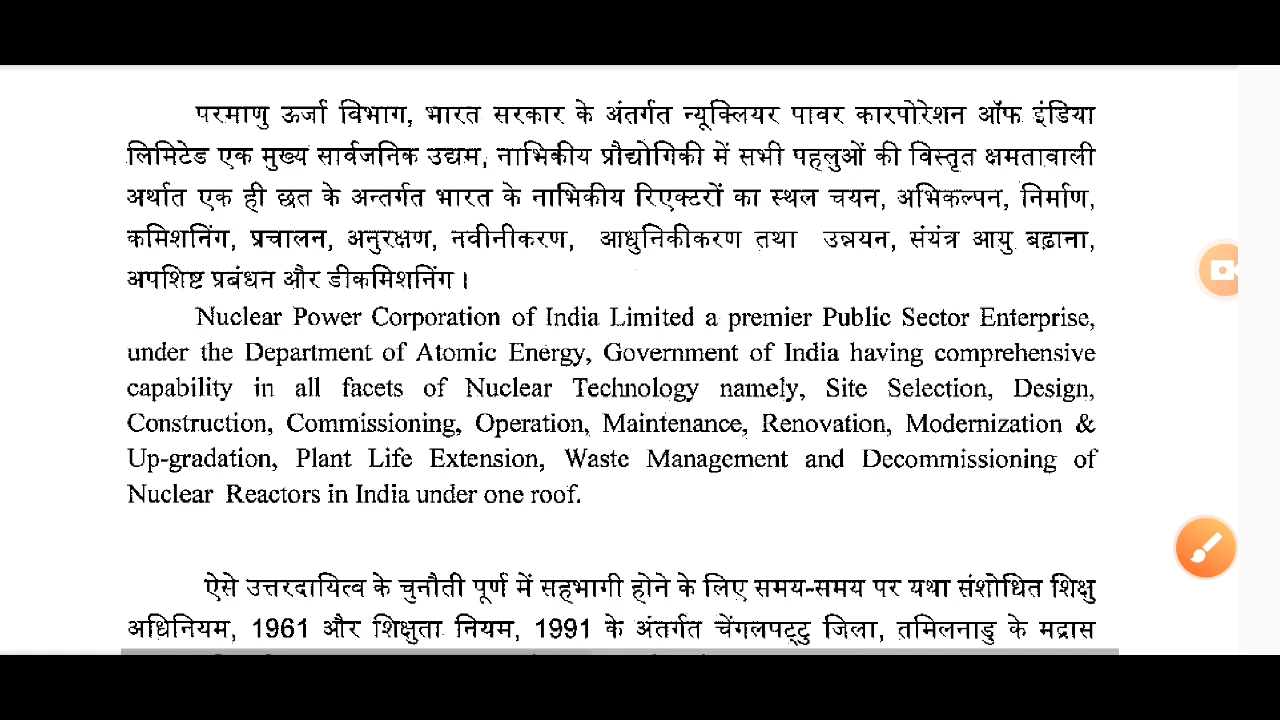 परमाणु ऊर्जा विभाग, भारत सरकार के अंतर्गत न्यूक्लियर पावर कारपोरेशन ऑफ इंडिया
लिमिटेड एक मुख्य सार्वजनिक उद्यम, नाभिकीय प्रौद्योगिकी में सभी पहलुओं की विस्तृत क्षमतावाली
अर्थात एक ही छत के अन्तर्गत भारत के नाभिकीय रिएक्टरों का स्थल चयन, अभिकल्पन, निर्माण,
कमिशनिंग, प्रचालन, अनुरक्षण, नवीनीकरण, आधुनिकीकरण तथा उन्नयन, संयंत्र आयु बढ़ाना,
अपशिष्ट प्रबंधन और डीकमिशनिंग।
Nuclear Power Corporation of India Limited a premier Public Sector Enterprise,
under the Department of Atomic Energy, Government of India having comprehensive
capability in all facets of Nuclear Technology namely, Site Selection, Design,
Construction, Commissioning, Operation, Maintenance, Renovation, Modernization &
Up-gradation, Plant Life Extension, Waste Management and Decommissioning of
Nuclear Reactors in India under one roof.
ऐसे उत्तरदायित्व के चुनौती पूर्ण में सहभागी होने के लिए समय-समय पर यथा संशोधित शिक्षु
अधिनियम, 1961 और शिक्षुता नियम, 1991 के अंतर्गत चेंगलपट्टु जिला, तमिलनाडु के मद्रास